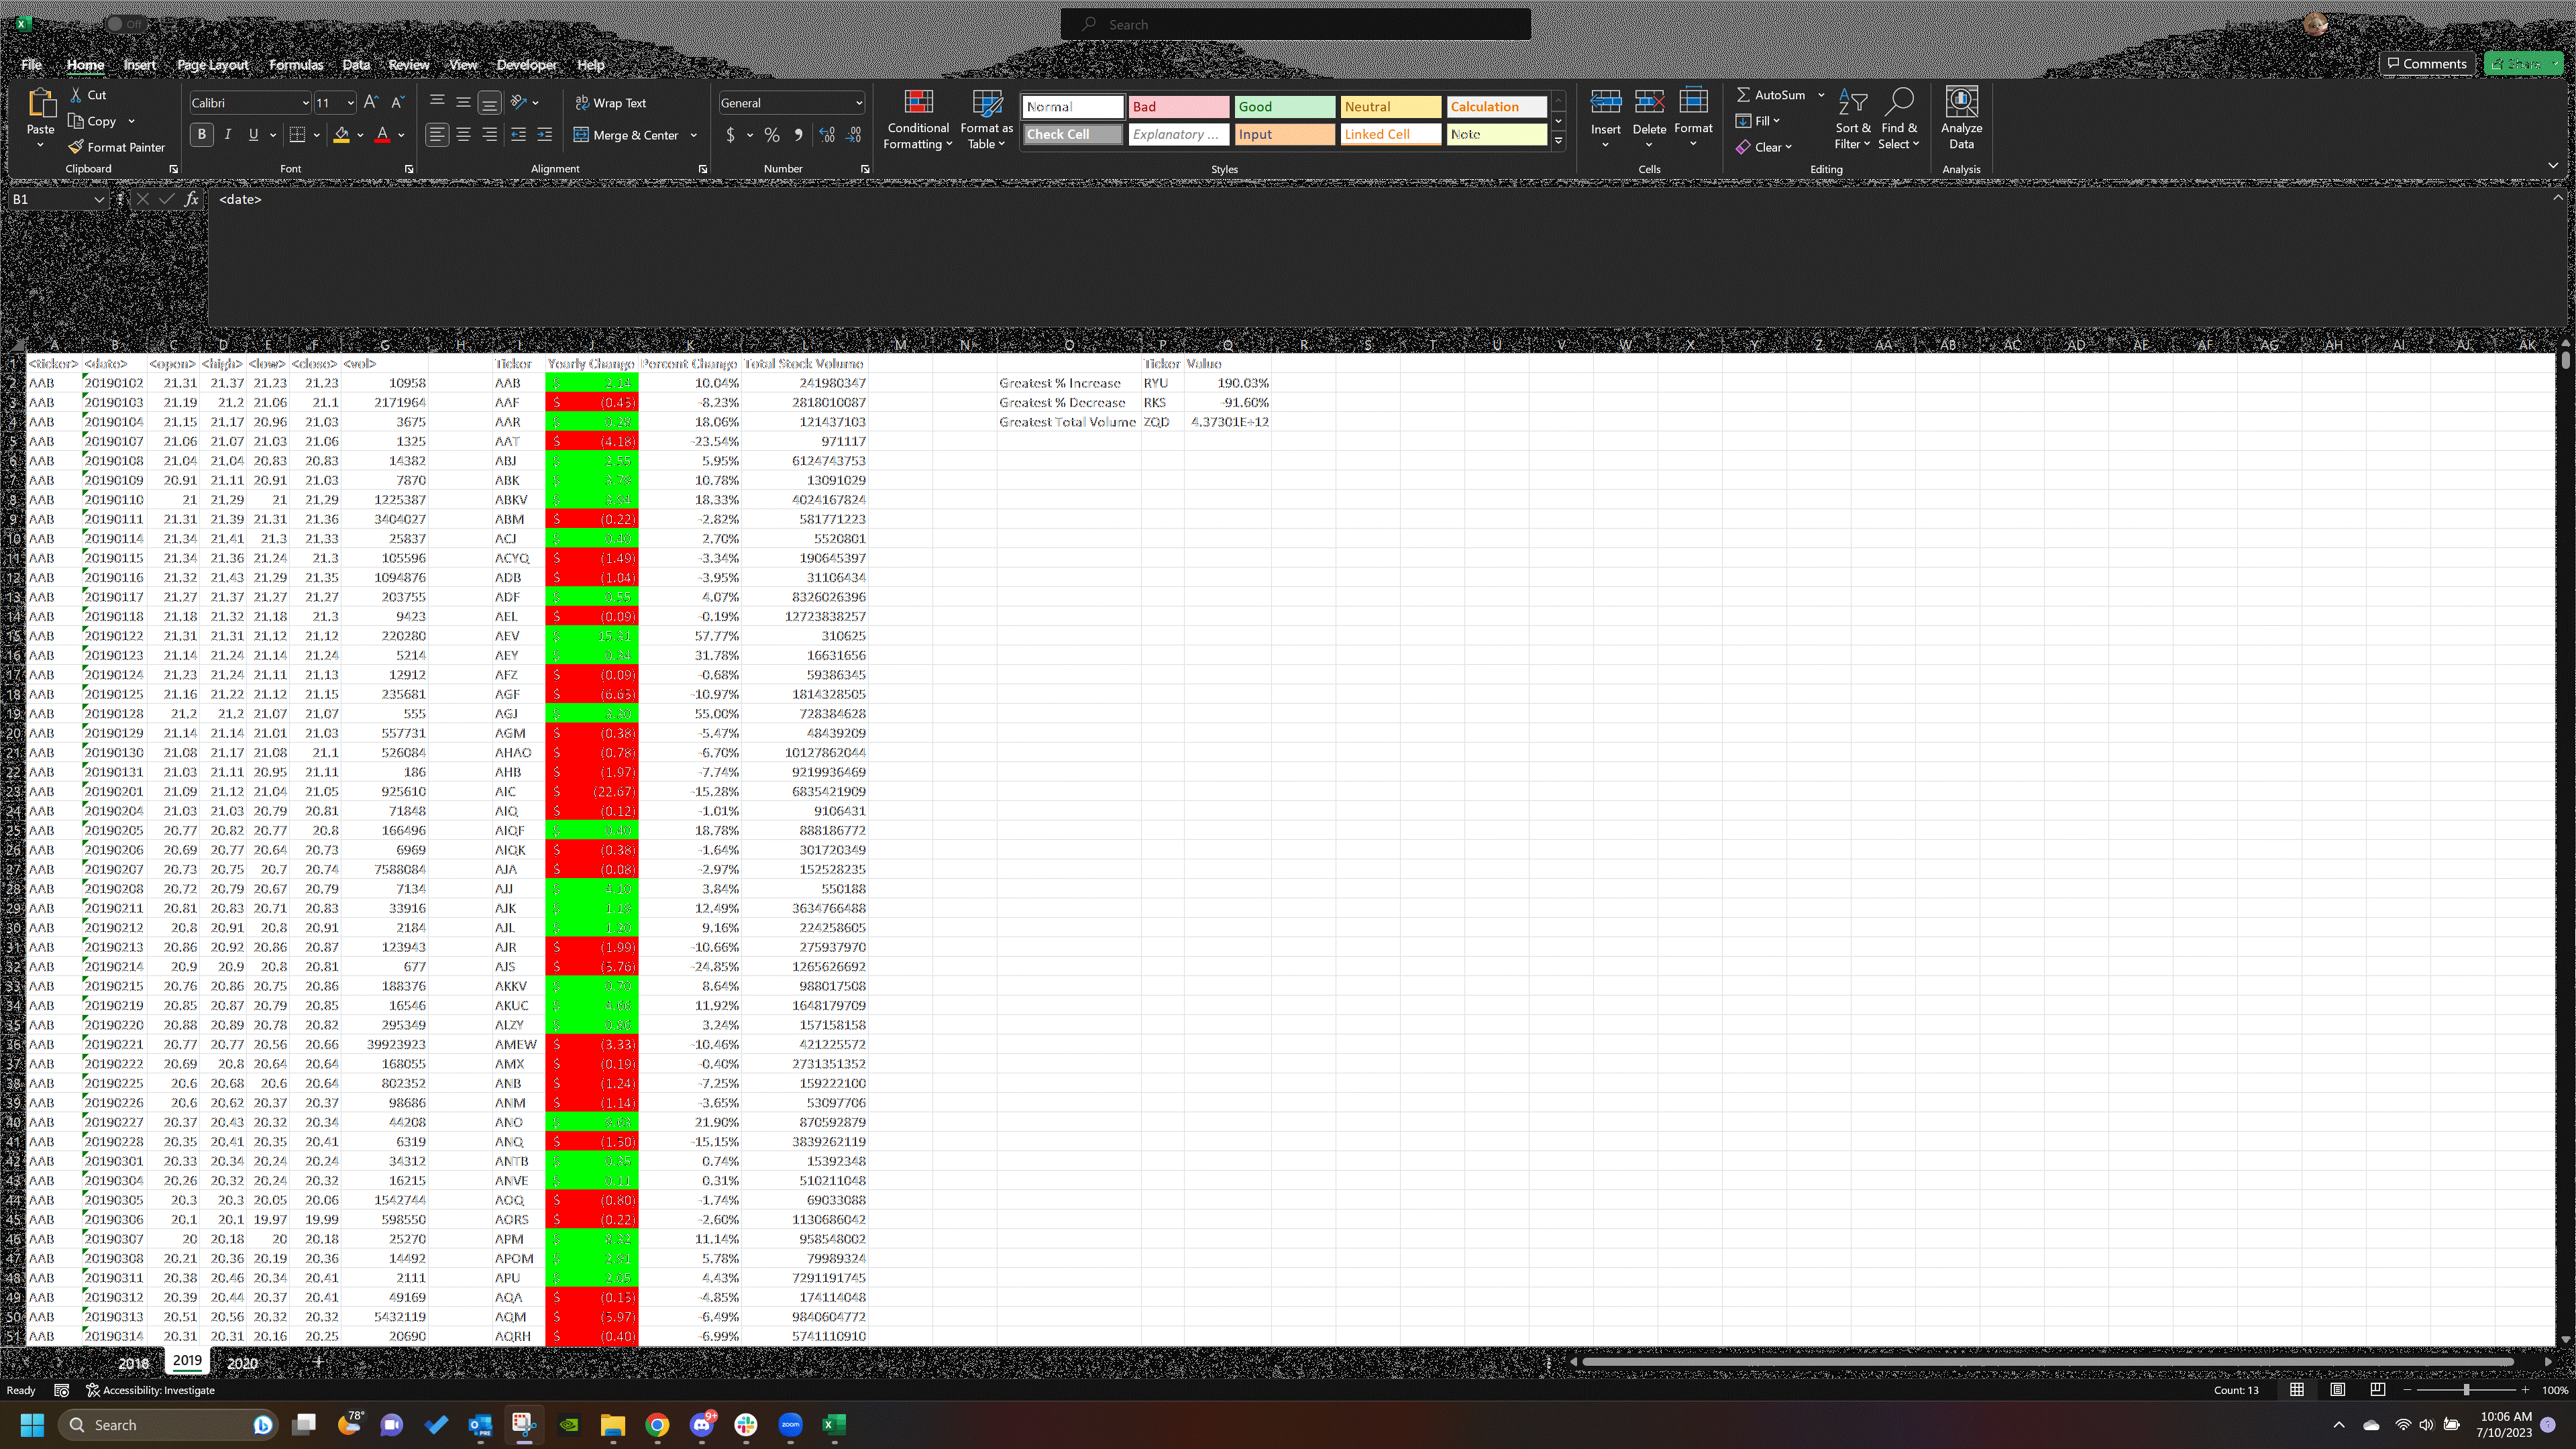 Off
Search
File Home Insert Page Layout Formulas Data Review View Developer Help
Comments
Share
Paste
Cut
Copy
Format Painter
Clipboard
Calibri 11
B I U
Font
Wrap Text
Merge & Center
Alignment
General
$ % 9
Number
Conditional Formatting
Format as Table
Normal Bad Good Neutral Calculation
Check Cell Explanatory ... Input Linked Cell Note
Styles
Insert Delete Format
Cells
AutoSum
Fill
Clear
Sort & Filter
Find & Select
Editing
Analyze Data
Analysis
B1 fx <date>
A B C D E F G H I J K L M N O P Q R S T U V W X Y Z AA AB AC AD AE AF AG AH AI AJ AK
1 <ticker> <date> <open> <high> <low> <close> <vol> Ticker Yearly Change Percent Change Total Stock Volume Ticker Value
2 AAB 20190102 21.31 21.37 21.23 21.23 10958 AAB $ 2.14 10.04% 241980347 Greatest % Increase RYU 190.03%
3 AAB 20190103 21.19 21.2 21.06 21.1 2171964 AAF $ (0.45) -8.23% 2818010087 Greatest % Decrease RKS -91.60%
4 AAB 20190104 21.15 21.17 20.96 21.03 3675 AAR $ 18.06% 121437103 Greatest Total Volume ZQD 4.37301E+12
5 AAB 20190107 21.06 21.07 21.03 21.06 1325 AAT $ (4.18) -23.54% 971117
6 AAB 20190108 21.04 21.04 20.83 20.83 14382 ABJ $ 2.55 5.95% 6124743753
7 AAB 20190109 20.91 21.11 20.91 21.03 7870 ABK $ 10.78% 13091029
8 AAB 20190110 21 21.29 21 21.29 1225387 ABKV $ 18.33% 4024167824
9 AAB 20190111 21.31 21.39 21.31 21.36 3404027 ABM $ (0.22) -2.82% 581771223
10 AAB 20190114 21.34 21.41 21.3 21.33 25837 ACJ $ 0.40 2.70% 5520801
11 AAB 20190115 21.34 21.36 21.24 21.3 105596 ACYQ $ (1.49) -3.34% 190645397
12 AAB 20190116 21.32 21.43 21.29 21.35 1094876 ADB $ (1.04) -3.95% 31106434
13 AAB 20190117 21.27 21.37 21.27 21.27 203755 ADF $ 0.55 4.07% 8326026396
14 AAB 20190118 21.18 21.32 21.18 21.3 9423 AEL $ (0.09) -0.19% 12723838257
15 AAB 20190122 21.31 21.31 21.12 21.12 220280 AEV $ 57.77% 310625
16 AAB 20190123 21.14 21.24 21.14 21.24 5214 AEY $ 31.78% 16631656
17 AAB 20190124 21.23 21.24 21.11 21.13 12912 AFZ $ (0.09) -0.68% 59386345
18 AAB 20190125 21.16 21.22 21.12 21.15 235681 AGF $ (6.65) -10.97% 1814328505
19 AAB 20190128 21.2 21.2 21.07 21.07 555 AGJ $ 55.00% 728384628
20 AAB 20190129 21.14 21.14 21.01 21.03 557731 AGM $ (0.38) -5.47% 48439209
21 AAB 20190130 21.08 21.17 21.08 21.1 526084 AHAO $ (0.78) -6.70% 10127862044
22 AAB 20190131 21.03 21.11 20.95 21.11 186 AHB $ (1.97) -7.74% 9219936469
23 AAB 20190201 21.09 21.12 21.04 21.05 925610 AIC $ (22.67) -15.28% 6835421909
24 AAB 20190204 21.03 21.03 20.79 20.81 71848 AIQ $ (0.12) -1.01% 9106431
25 AAB 20190205 20.77 20.82 20.77 20.8 166496 AIQF $ 0.40 18.78% 888186772
26 AAB 20190206 20.69 20.77 20.64 20.73 6969 AIQK $ (0.38) -1.64% 301720349
27 AAB 20190207 20.73 20.75 20.7 20.74 7588084 AJA $ (0.08) -2.97% 152528235
28 AAB 20190208 20.72 20.79 20.67 20.79 7134 AJJ $ 4.10 3.84% 550188
29 AAB 20190211 20.81 20.83 20.71 20.83 33916 AJK $ 12.49% 3634766488
30 AAB 20190212 20.8 20.91 20.8 20.91 2184 AJL $ 1.20 9.16% 224258605
31 AAB 20190213 20.86 20.92 20.86 20.87 123943 AJR $ (1.99) -10.66% 275937970
32 AAB 20190214 20.9 20.9 20.8 20.81 677 AJS $ (5.76) -24.85% 1265626692
33 AAB 20190215 20.76 20.86 20.75 20.86 188376 AKKV $ 0.70 8.64% 988017508
34 AAB 20190219 20.85 20.87 20.79 20.85 16546 AKUC $ 11.92% 1648179709
35 AAB 20190220 20.88 20.89 20.78 20.82 295349 ALZY $ 3.24% 157158158
36 AAB 20190221 20.77 20.77 20.56 20.66 39923923 AMEW $ (3.33) -10.46% 421225572
37 AAB 20190222 20.69 20.8 20.64 20.64 168055 AMX $ (0.19) -0.40% 2731351352
38 AAB 20190225 20.6 20.68 20.6 20.64 802352 ANB $ (1.24) -7.25% 159222100
39 AAB 20190226 20.6 20.62 20.37 20.37 98686 ANM $ (1.14) -3.65% 53097706
40 AAB 20190227 20.37 20.43 20.32 20.34 44208 ANO $ 21.90% 870592879
41 AAB 20190228 20.35 20.41 20.35 20.41 6319 ANQ $ (1.50) -15.15% 3839262119
42 AAB 20190301 20.33 20.34 20.24 20.24 34312 ANTB $ 0.74% 15392348
43 AAB 20190304 20.26 20.32 20.24 20.32 16215 ANVE $ 0.11 0.31% 510211048
44 AAB 20190305 20.3 20.3 20.05 20.06 1542744 AOQ $ (0.80) -1.74% 69033088
45 AAB 20190306 20.1 20.1 19.97 19.99 598550 AORS $ (0.22) -2.60% 1130686042
46 AAB 20190307 20 20.18 20 20.18 25270 APM $ 11.14% 958548002
47 AAB 20190308 20.21 20.36 20.19 20.36 14492 APOM $ 5.78% 79989324
48 AAB 20190311 20.38 20.46 20.34 20.41 2111 APU $ 2.05 4.43% 7291191745
49 AAB 20190312 20.39 20.44 20.37 20.41 49169 AQA $ (0.15) -4.85% 174114048
50 AAB 20190313 20.51 20.56 20.32 20.32 5432119 AQM $ (5.97) -6.49% 9840604772
51 AAB 20190314 20.31 20.31 20.16 20.25 20690 AQRH $ (0.40) -6.99% 5741110910
2018 2019 2020 +
Ready Accessibility: Investigate Count: 13 100%
Search 78° PRE 9+ zoom 10:06 AM
7/10/2023